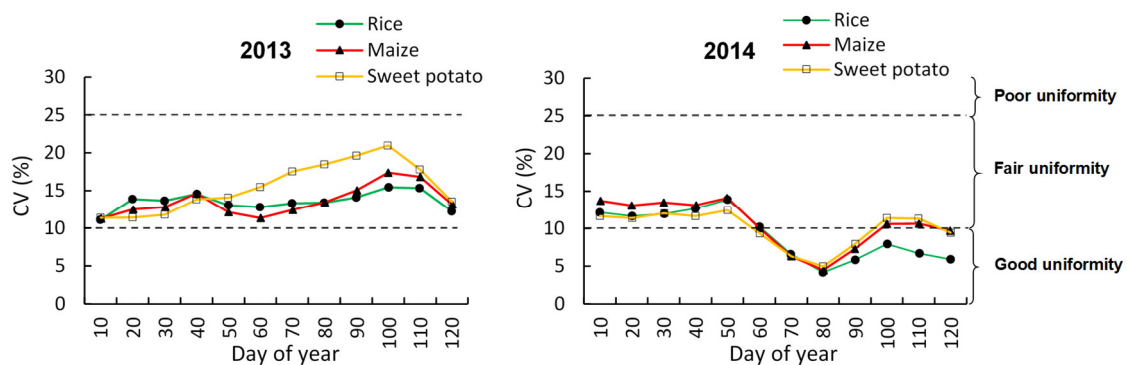 2013
Rice
Maize
Sweet potato
CV (%)
30
25
20
15
10
5
0
10 20 30 40 50 60 70 80 90 100 110 120
Day of year
2014
Rice
Maize
Sweet potato
CV (%)
30
25
20
15
10
5
0
10 20 30 40 50 60 70 80 90 100 110 120
Day of year
Poor uniformity
Fair uniformity
Good uniformity